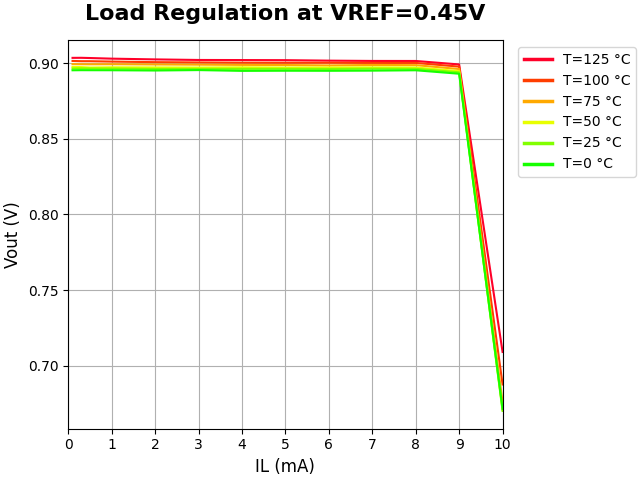 Load Regulation at VREF=0.45V
Vout (V)
0.90
0.85
0.80
0.75
0.70
0 1 2 3 4 5 6 7 8 9 10
IL (mA)
T=125 °C
T=100 °C
T=75 °C
T=50 °C
T=25 °C
T=0 °C